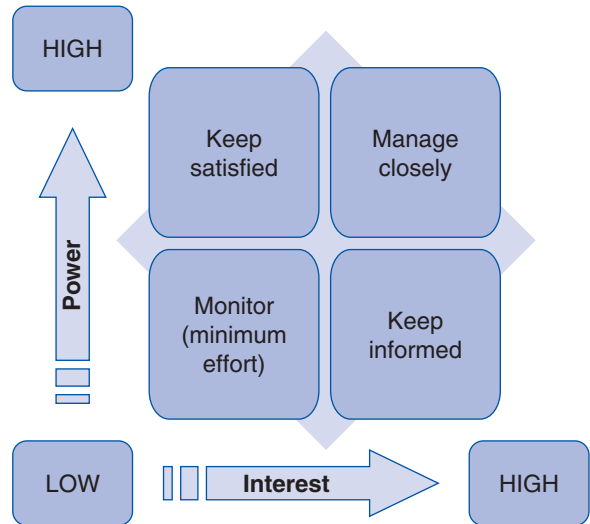 HIGH
Keep
satisfied
Manage
closely
Power
Monitor
(minimum
effort)
Keep
informed
LOW
Interest
HIGH